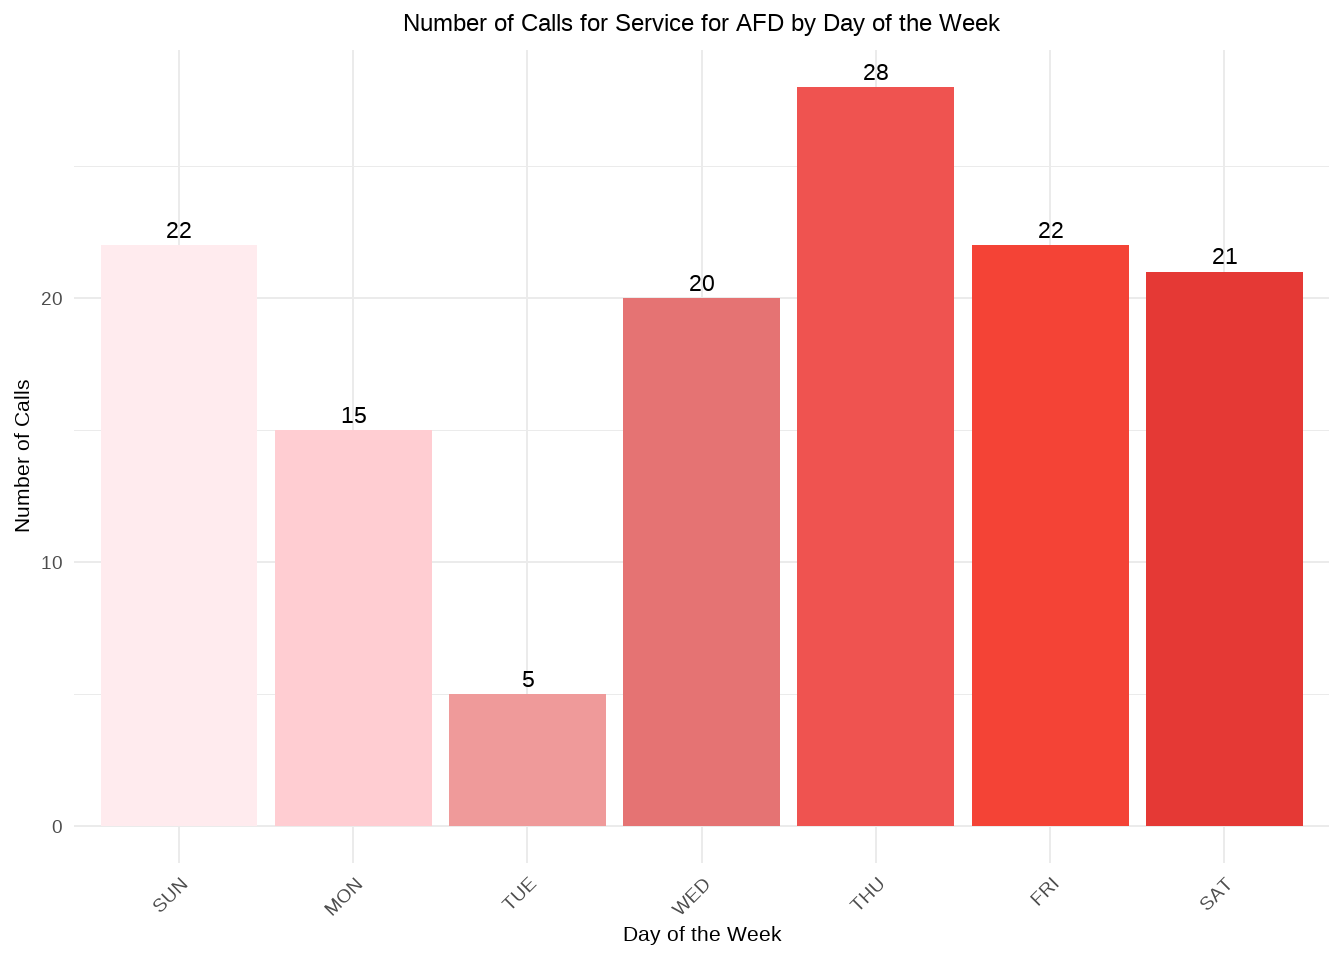 Number of Calls for Service for AFD by Day of the Week
28
22
22
21
20
20
15
Number of Calls
10
5
0
SUN
MON
TUE
WED
THU
FRI
SAT
Day of the Week